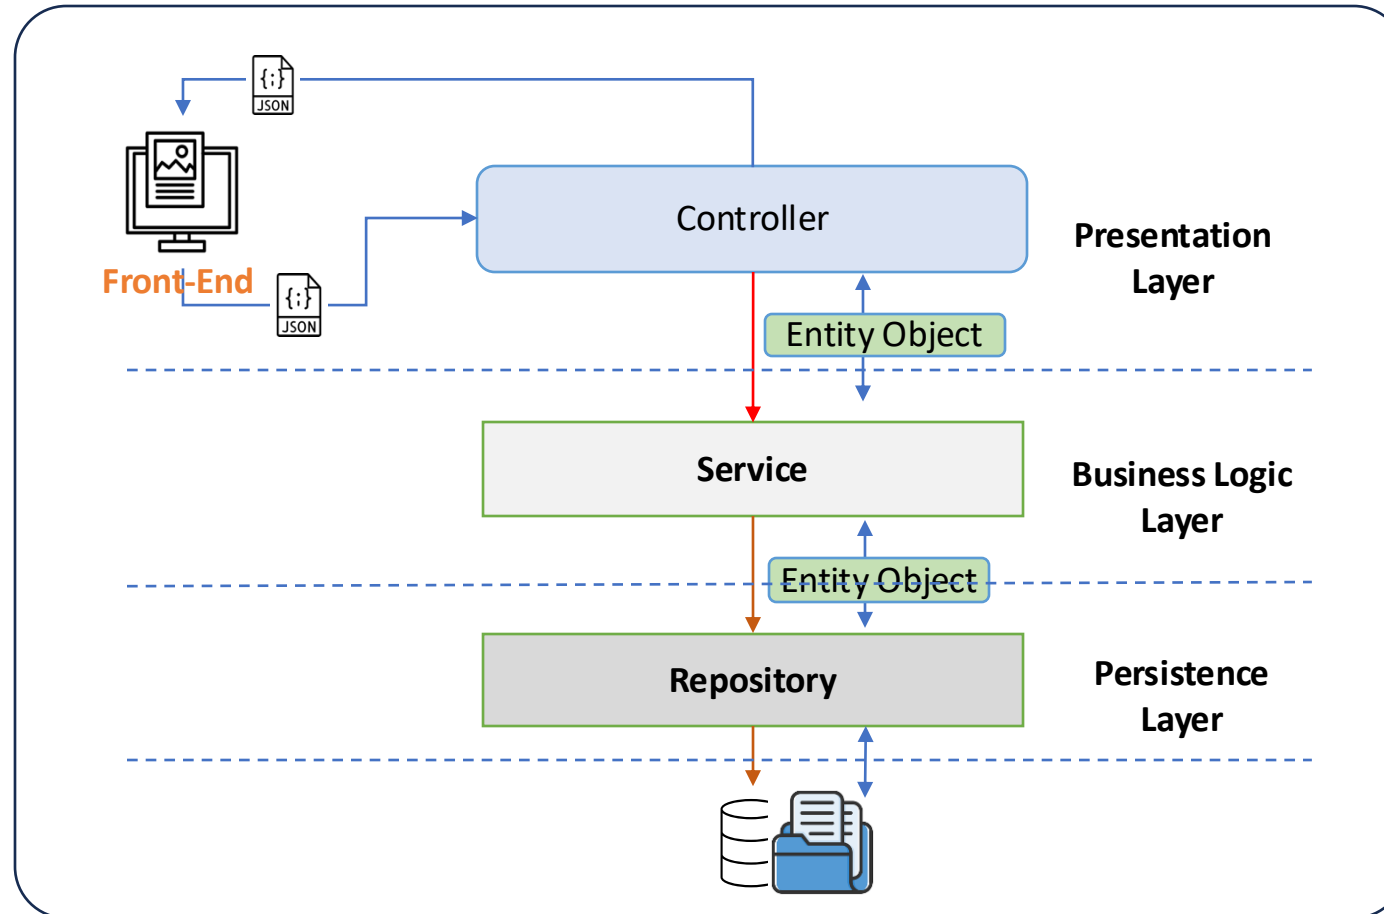 {;}
JSON
Controller
Presentation
Layer
Front-End
{;}
JSON
Entity Object
Service
Business Logic
Layer
Entity Object
Repository
Persistence
Layer